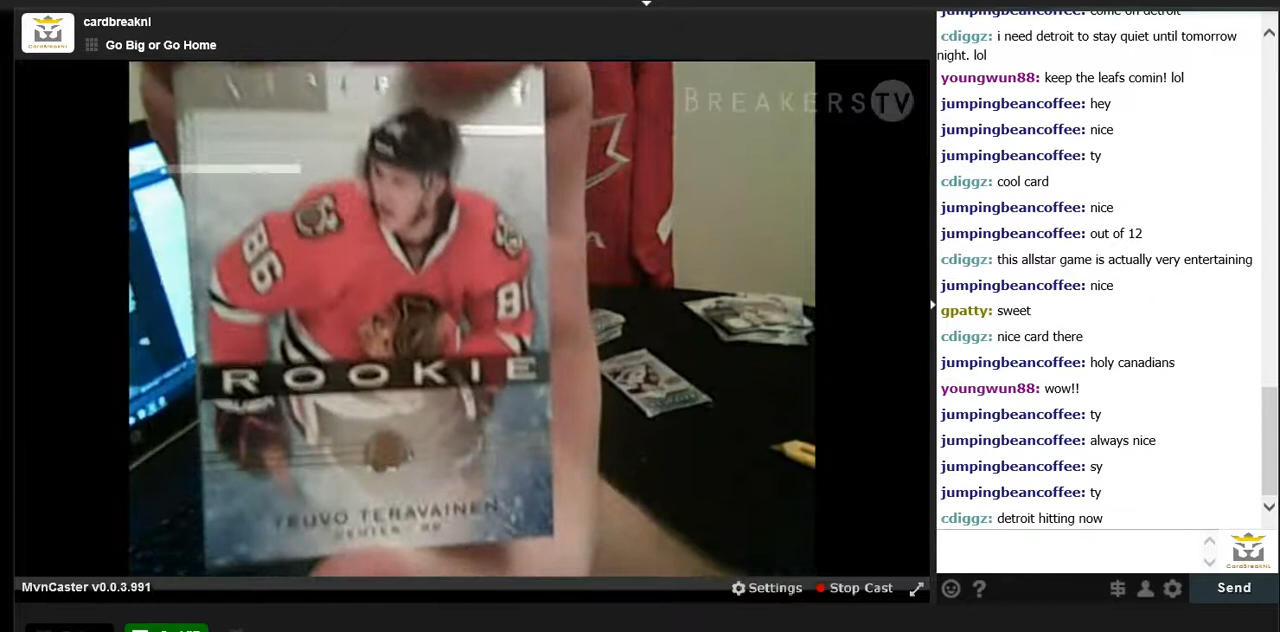 cardbreaknl
Go Big or Go Home
BREAKERS TV
86
ROOKIE
TEUVO TERAVAINEN
MvnCaster v0.0.3.991
Settings
Stop Cast
jumpingbeancoffee: come on detroit
cdiggz: i need detroit to stay quiet until tomorrow
night. lol
youngwun88: keep the leafs comin! lol
jumpingbeancoffee: hey
jumpingbeancoffee: nice
jumpingbeancoffee: ty
cdiggz: cool card
jumpingbeancoffee: nice
jumpingbeancoffee: out of 12
cdiggz: this allstar game is actually very entertaining
jumpingbeancoffee: nice
gpatty: sweet
cdiggz: nice card there
jumpingbeancoffee: holy canadians
youngwun88: wow!!
jumpingbeancoffee: ty
jumpingbeancoffee: always nice
jumpingbeancoffee: sy
jumpingbeancoffee: ty
cdiggz: detroit hitting now
CARDBREAKNL
Send